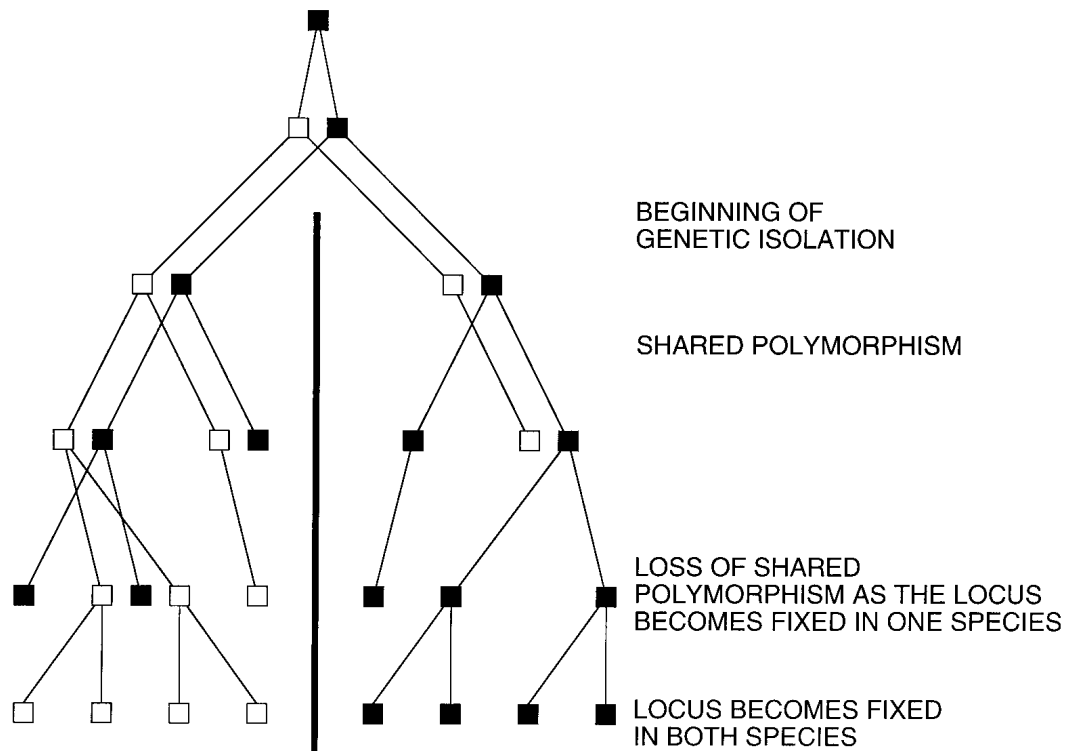 BEGINNING OF
GENETIC ISOLATION
SHARED POLYMORPHISM
LOSS OF SHARED
POLYMORPHISM AS THE LOCUS
BECOMES FIXED IN ONE SPECIES
LOCUS BECOMES FIXED
IN BOTH SPECIES